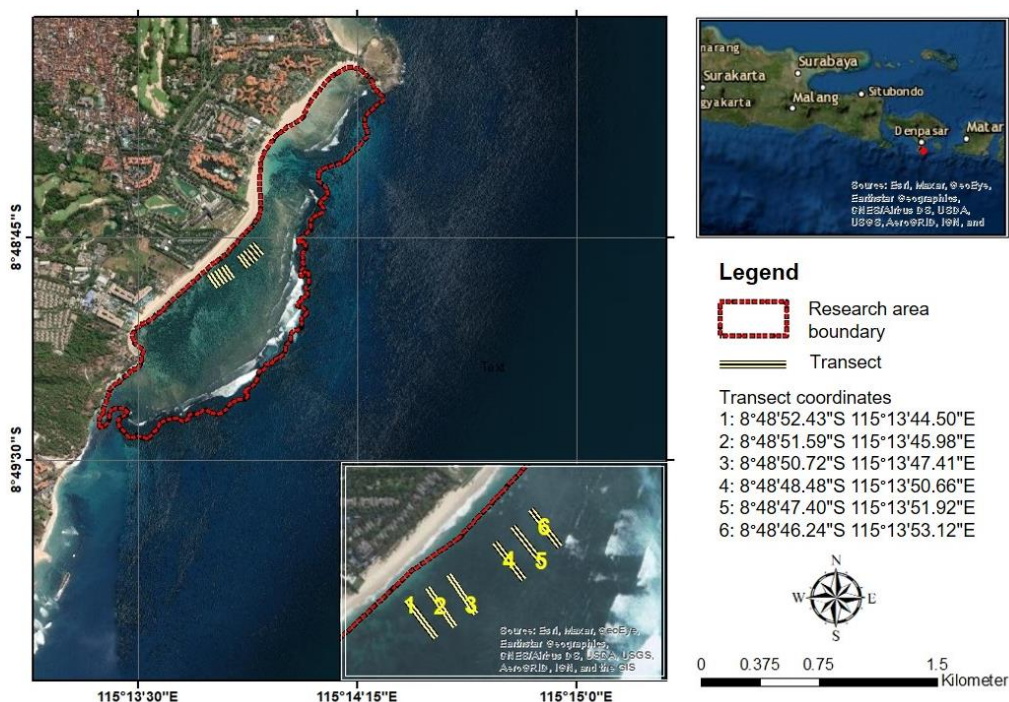 8°48'45"S
8°49'30"S
115°13'30"E
115°14'15"E
115°15'0"E
Text
1
2
3
4
5
6
Source: Esri, Maxar, GeoEye,
Earthstar Geographics,
CNES/Airbus DS, USDA, USGS,
AeroGRID, IGN, and the GIS
marang
Surabaya
Surakarta
Situbondo
gyakarta
Malang
Denpasar
Matar
Source: Esri, Maxar, GeoEye,
Earthstar Geographics,
CNES/Airbus DS, USDA,
USGS, AeroGRID, IGN, and
Legend
Research area
boundary
Transect
Transect coordinates
1: 8°48'52.43"S 115°13'44.50"E
2: 8°48'51.59"S 115°13'45.98"E
3: 8°48'50.72"S 115°13'47.41"E
4: 8°48'48.48"S 115°13'50.66"E
5: 8°48'47.40"S 115°13'51.92"E
6: 8°48'46.24"S 115°13'53.12"E
N
W
E
S
0 0.375 0.75 1.5
Kilometer